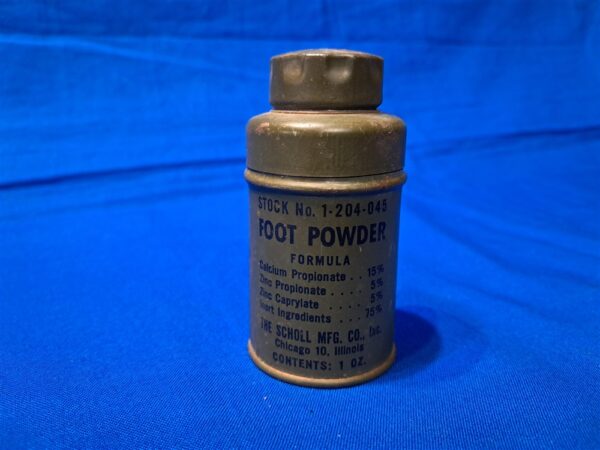 STOCK No. 1-204-045
FOOT POWDER
FORMULA
Calcium Propionate . . 15%
Zinc Propionate . . . . 5%
Zinc Caprylate . . . . 5%
Inert Ingredients . . . 75%
THE SCHOLL MFG. CO., Inc.
Chicago 10, Illinois
CONTENTS: 1 OZ.